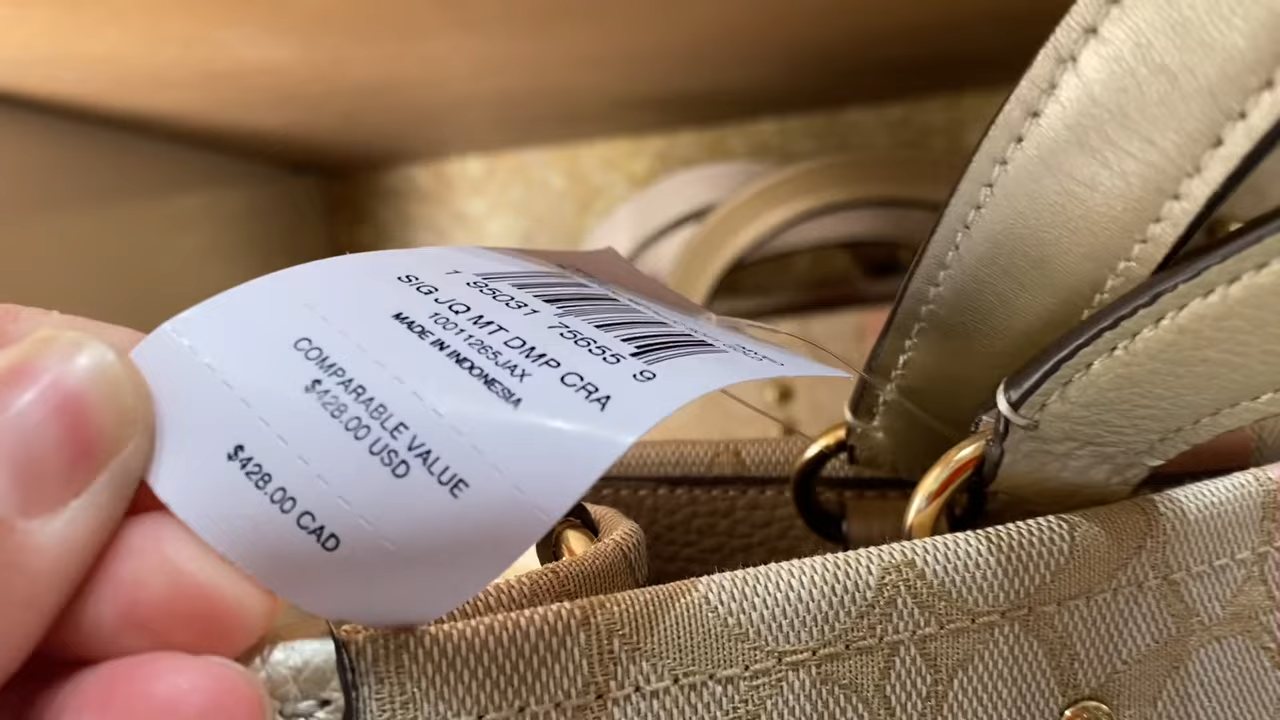 1 95031 75655 9
SIG JQ MT DMP CRA
10011265JAX
MADE IN INDONESIA
COMPARABLE VALUE
$428.00 USD
$428.00 CAD